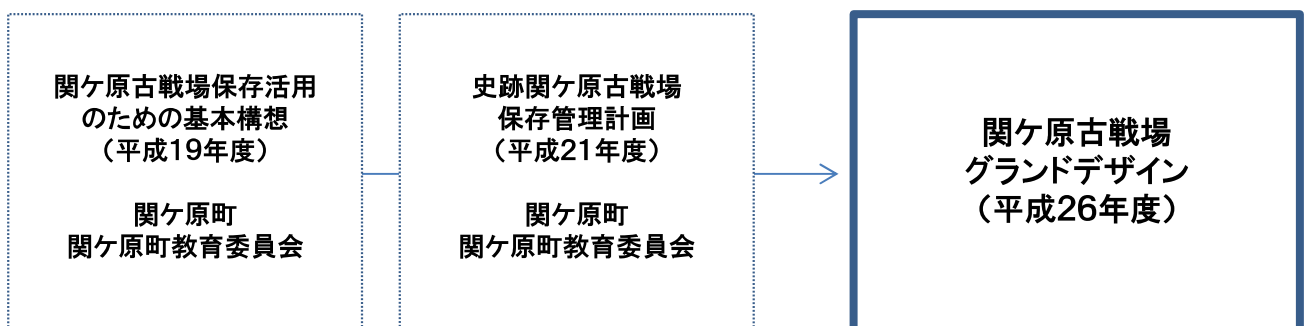 関ケ原古戦場保存活用
のための基本構想
（平成19年度）
関ケ原町
関ケ原町教育委員会
史跡関ケ原古戦場
保存管理計画
（平成21年度）
関ケ原町
関ケ原町教育委員会
関ケ原古戦場
グランドデザイン
（平成26年度）